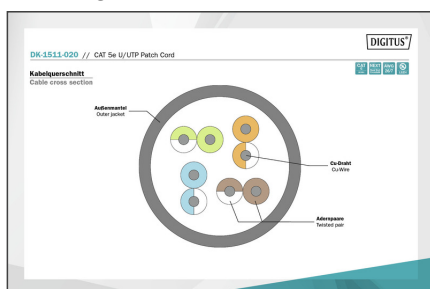 DIGITUS®
DK-1511-020 // CAT 5e U/UTP Patch Cord
Kabelquerschnitt
Cable cross section
Außenmantel
Outer jacket
Cu-Draht
Cu-Wire
Adernpaare
Twisted pair